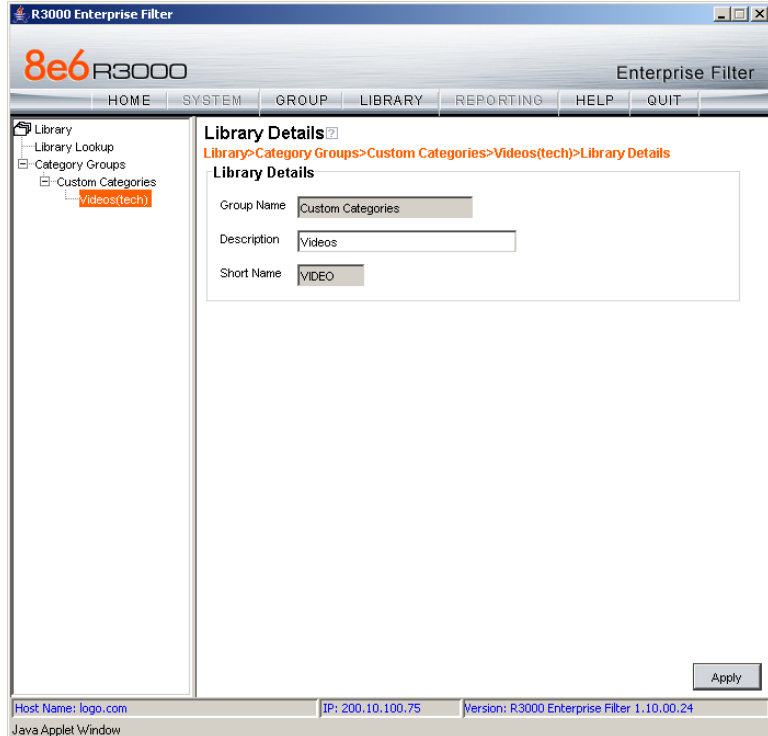 R3000 Enterprise Filter
8e6 R3000
Enterprise Filter
HOME SYSTEM GROUP LIBRARY REPORTING HELP QUIT
Library
Library Lookup
Category Groups
Custom Categories
Videos(tech)
Library Details?
Library>Category Groups>Custom Categories>Videos(tech)>Library Details
Library Details
Group Name Custom Categories
Description Videos
Short Name VIDEO
Apply
Host Name: logo.com IP: 200.10.100.75 Version: R3000 Enterprise Filter 1.10.00.24
Java Applet Window